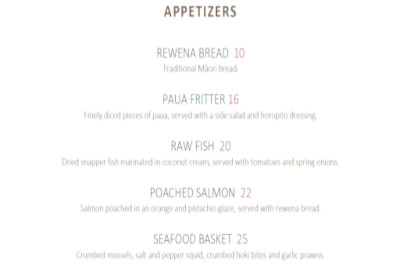 APPETIZERS
REWENA BREAD 10
Traditional Māori bread.
PAUA FRITTER 16
Finely diced pieces of paua, served with a side salad and horopito dressing.
RAW FISH 20
Dried snapper fish marinated in coconut cream, served with tomatoes and spring onions.
POACHED SALMON 22
Salmon poached in an orange and pistachio glaze, served with rewena bread.
SEAFOOD BASKET 25
Crumbed mussels, salt and pepper squid, crumbed hoki bites and garlic prawns.